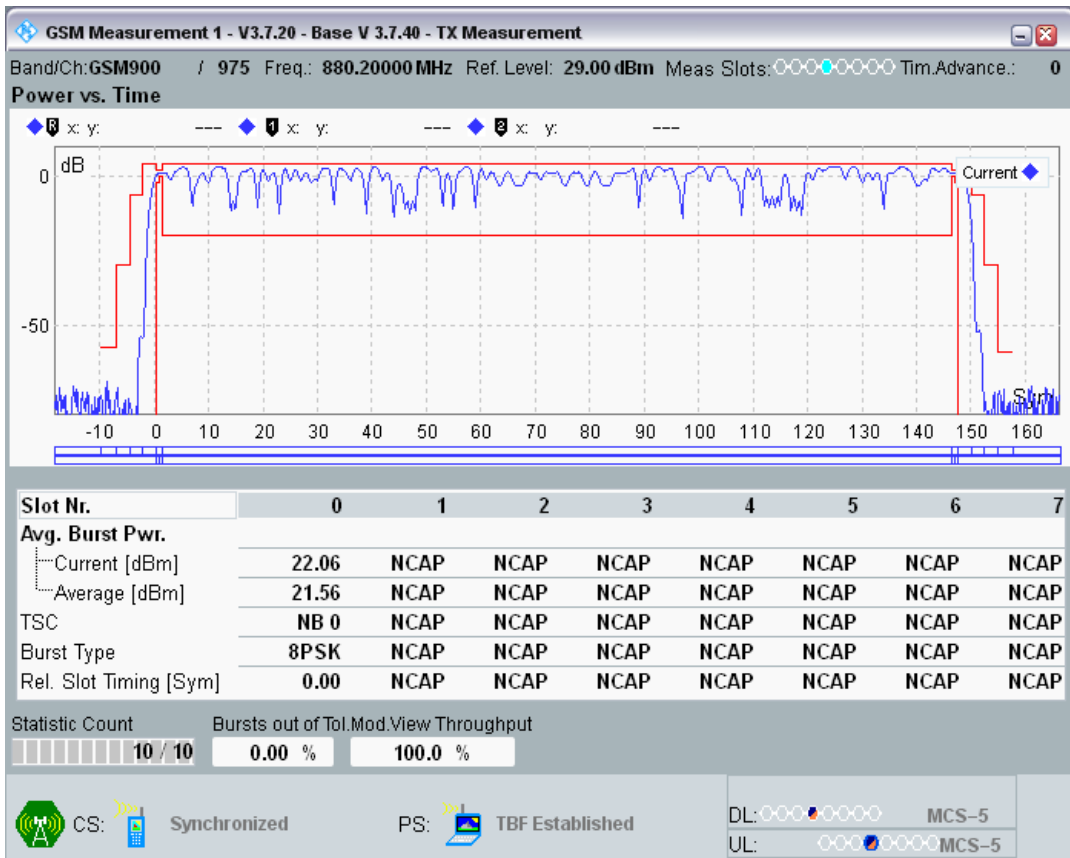 GSM Measurement 1 - V3.7.20 - Base V 3.7.40 - TX Measurement
Band/Ch:GSM900 / 975 Freq.: 880.20000 MHz Ref. Level: 29.00 dBm Meas Slots: Tim.Advance.: 0
Power vs. Time
R x: y: --- 1 x: y: --- 2 x: y: ---
dB
Current
0
-50
Sym
-10 0 10 20 30 40 50 60 70 80 90 100 110 120 130 140 150 160
Slot Nr. 0 1 2 3 4 5 6 7
Avg. Burst Pwr.
Current [dBm] 22.06 NCAP NCAP NCAP NCAP NCAP NCAP NCAP
Average [dBm] 21.56 NCAP NCAP NCAP NCAP NCAP NCAP NCAP
TSC NB 0 NCAP NCAP NCAP NCAP NCAP NCAP NCAP
Burst Type 8PSK NCAP NCAP NCAP NCAP NCAP NCAP NCAP
Rel. Slot Timing [Sym] 0.00 NCAP NCAP NCAP NCAP NCAP NCAP NCAP
Statistic Count Bursts out of Tol.Mod.View Throughput
10 / 10 0.00 % 100.0 %
CS: Synchronized PS: TBF Established
DL: MCS-5
UL: MCS-5